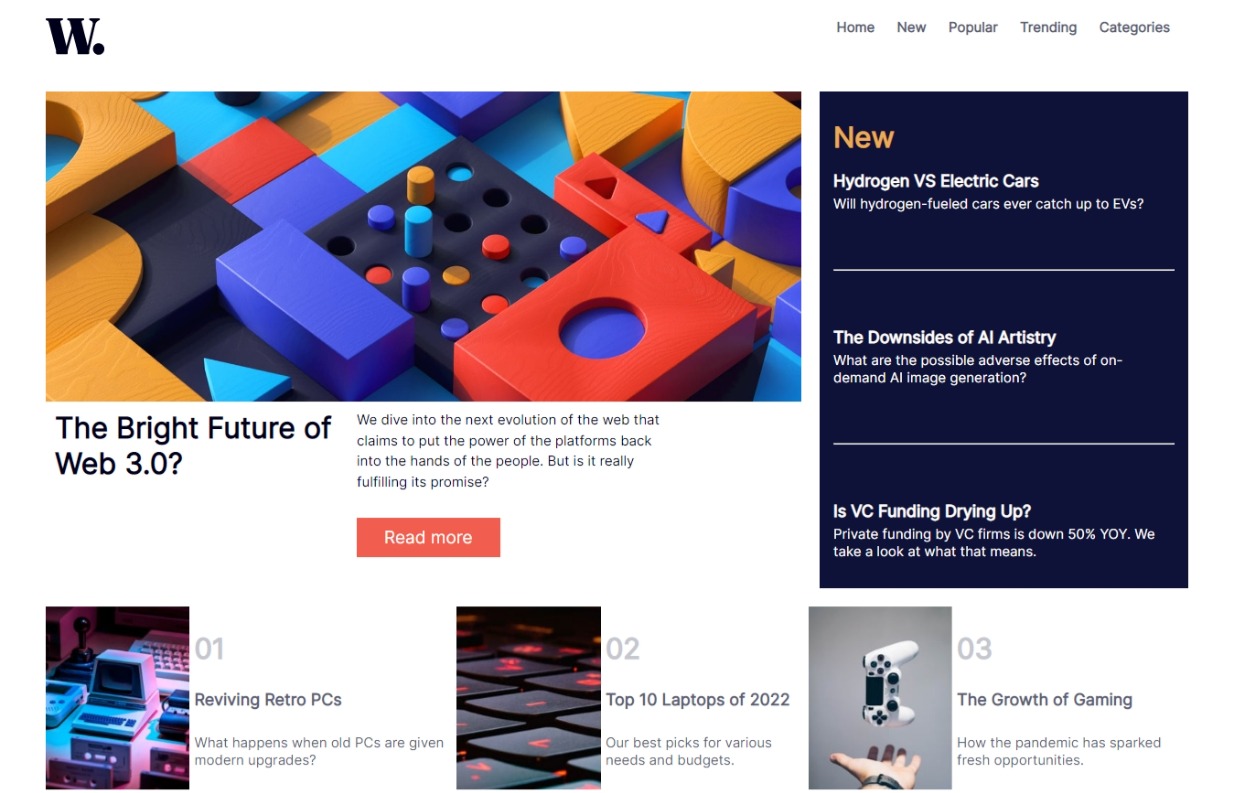 W.
Home New Popular Trending Categories
The Bright Future of
Web 3.0?
We dive into the next evolution of the web that
claims to put the power of the platforms back
into the hands of the people. But is it really
fulfilling its promise?
Read more
New
Hydrogen VS Electric Cars
Will hydrogen-fueled cars ever catch up to EVs?
The Downsides of AI Artistry
What are the possible adverse effects of on-
demand AI image generation?
Is VC Funding Drying Up?
Private funding by VC firms is down 50% YOY. We
take a look at what that means.
01
Reviving Retro PCs
What happens when old PCs are given
modern upgrades?
02
Top 10 Laptops of 2022
Our best picks for various
needs and budgets.
03
The Growth of Gaming
How the pandemic has sparked
fresh opportunities.